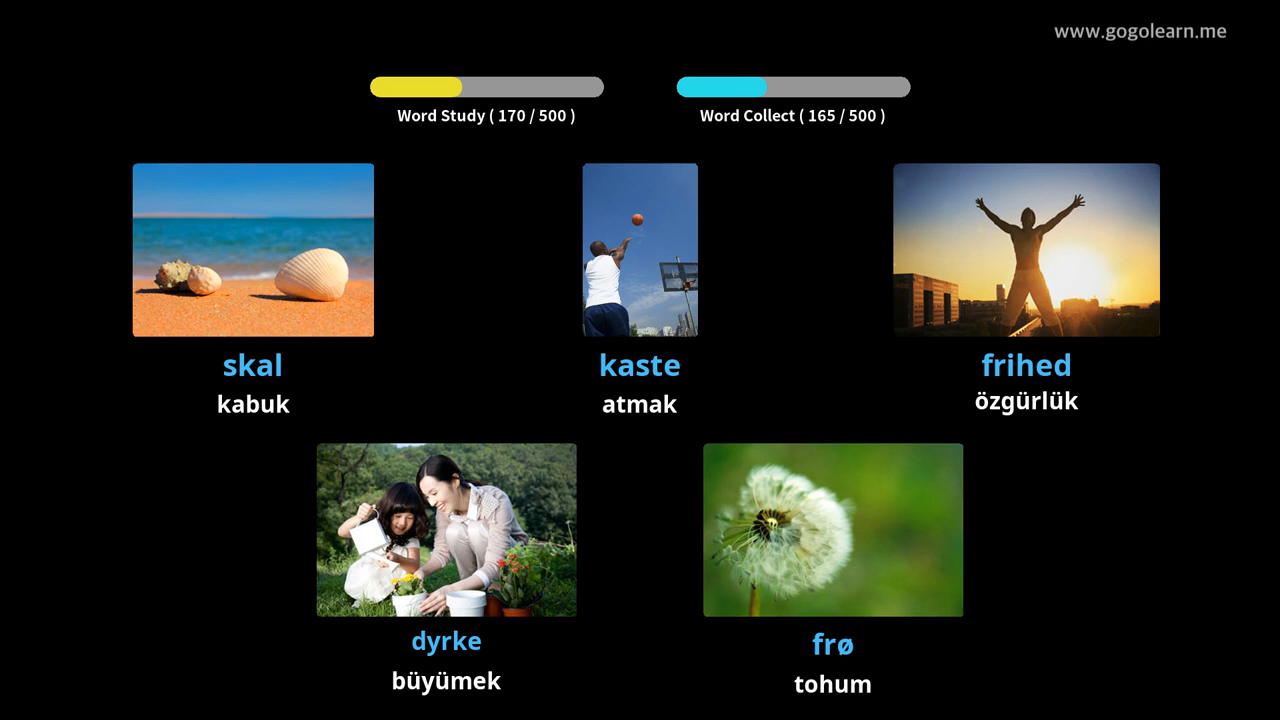 www.gogolearn.me
Word Study ( 170 / 500 )
Word Collect ( 165 / 500 )
skal
kabuk
kaste
atmak
frihed
özgürlük
dyrke
büyümek
frø
tohum